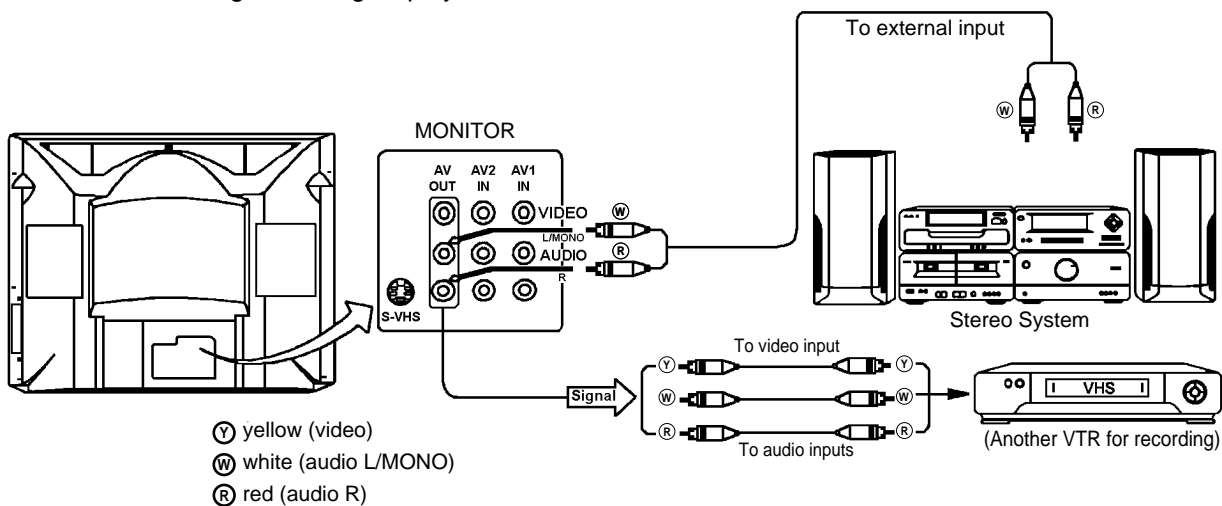 To external input
W R
MONITOR
AV OUT AV2 IN AV1 IN
VIDEO
W
L/MONO
AUDIO
R
R
S-VHS
Stereo System
To video input
Y Y
Signal
W W
R R
To audio inputs
VHS
(Another VTR for recording)
Y yellow (video)
W white (audio L/MONO)
R red (audio R)